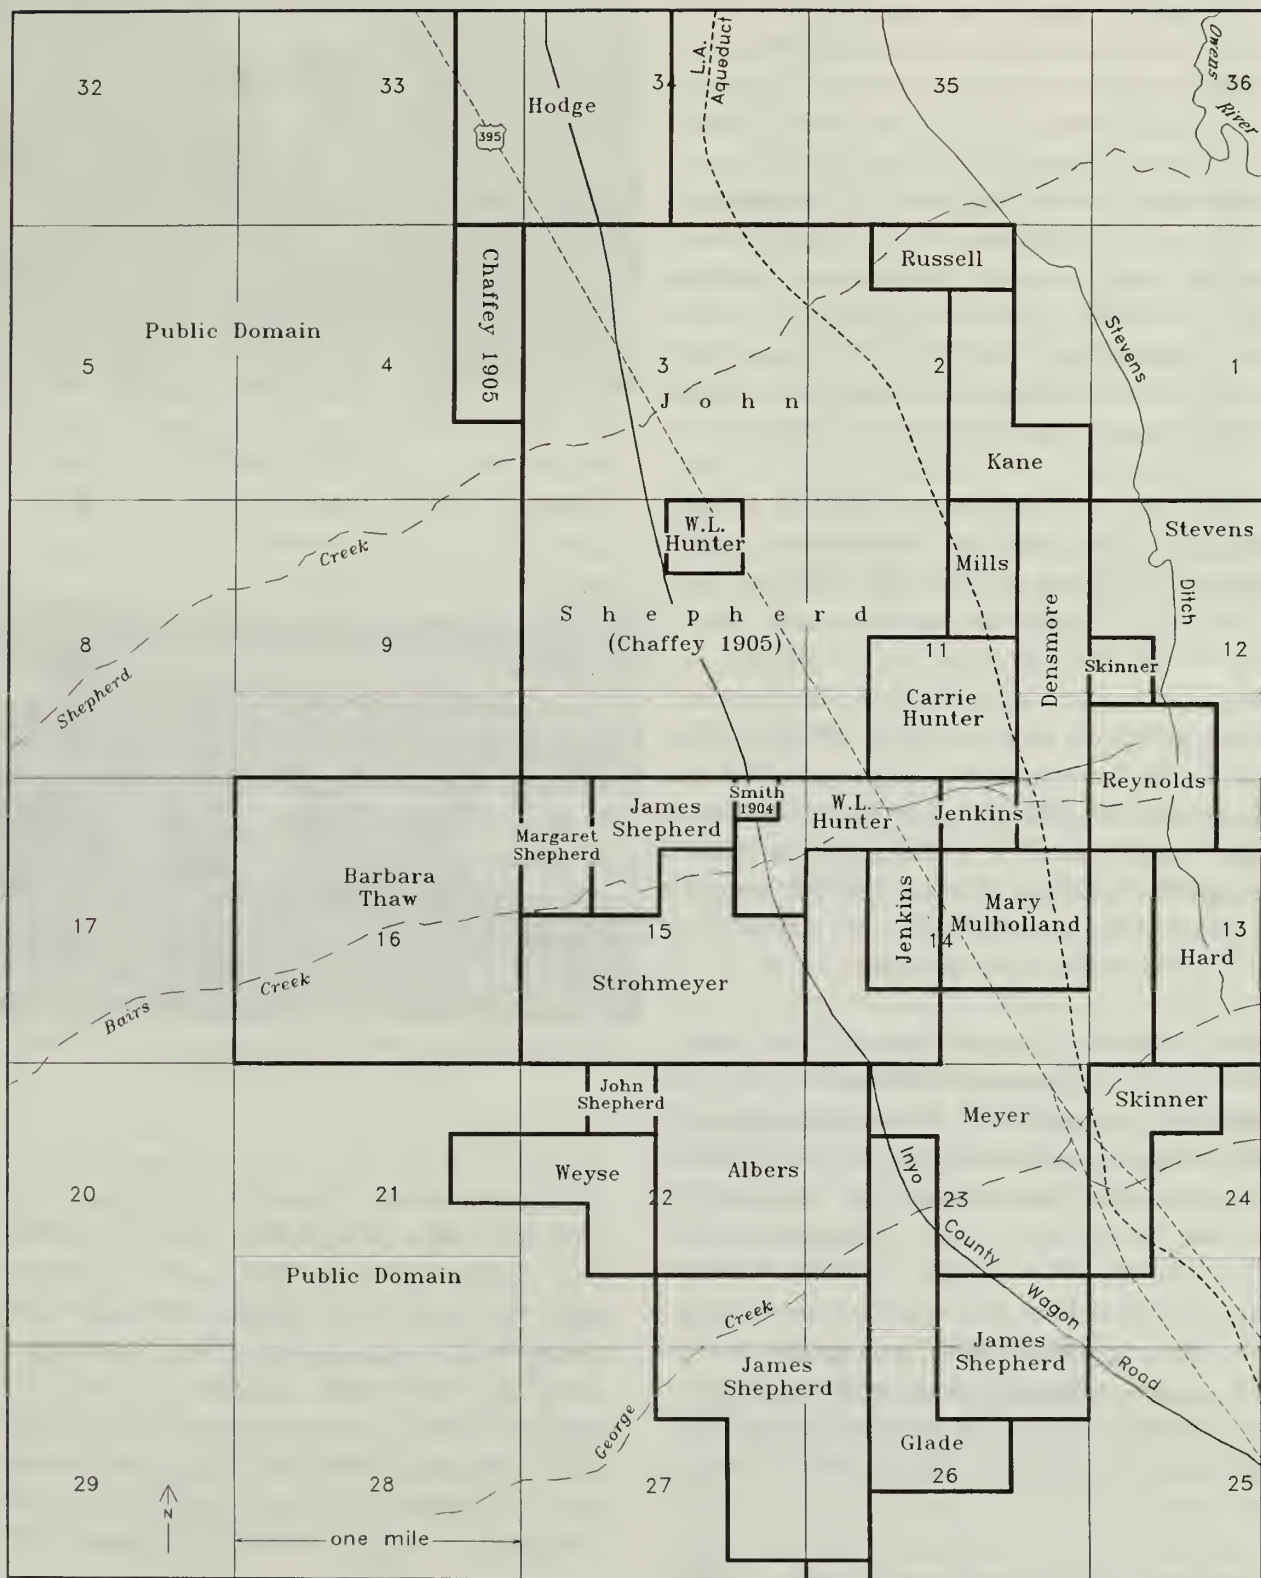 32
33
34
35
36
Hodge
L.A.
Aqueduct
Owens
River
395
Chaffey 1905
Russell
Public Domain
Stevens
5
4
3
2
1
John
Kane
W.L.
Hunter
Stevens
Creek
Mills
Ditch
Shepherd
(Chaffey 1905)
Densmore
8
9
11
12
Shepherd
Skinner
Carrie
Hunter
Reynolds
Smith
1904
James
Shepherd
W.L.
Hunter
Jenkins
Margaret
Shepherd
Barbara
Thaw
Jenkins
Mary
Mulholland
17
16
15
14
13
Hard
Bairs
Creek
Strohmeyer
John
Shepherd
Meyer
Skinner
Weyse
Albers
Inyo
20
21
22
23
24
County
Public Domain
Creek
Wagon
James
Shepherd
James
Shepherd
Road
George
Glade
29
28
27
26
25
N
one mile